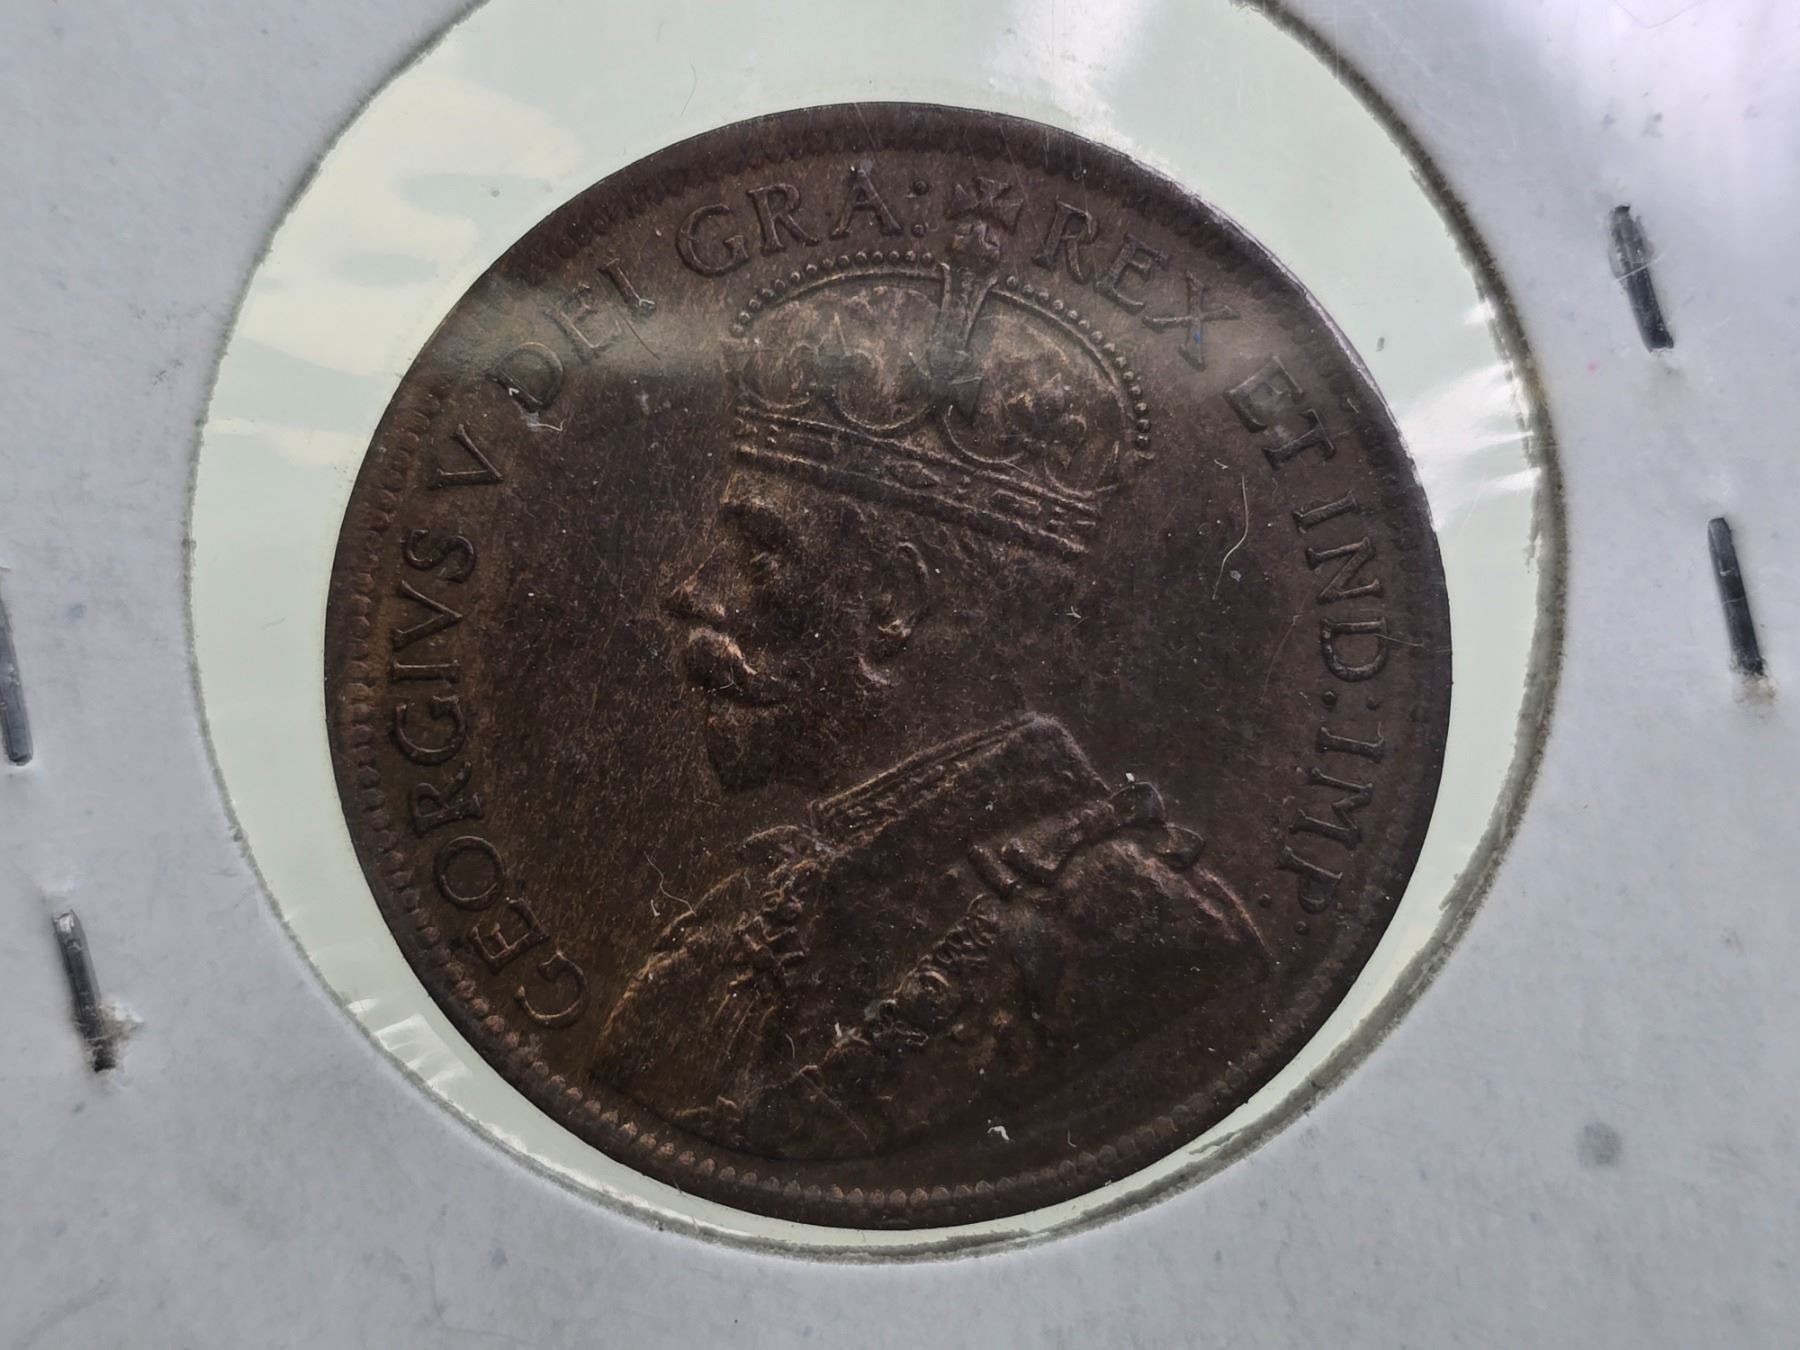 GEORGIVS V DEI GRA: REX ET IND: IMP: